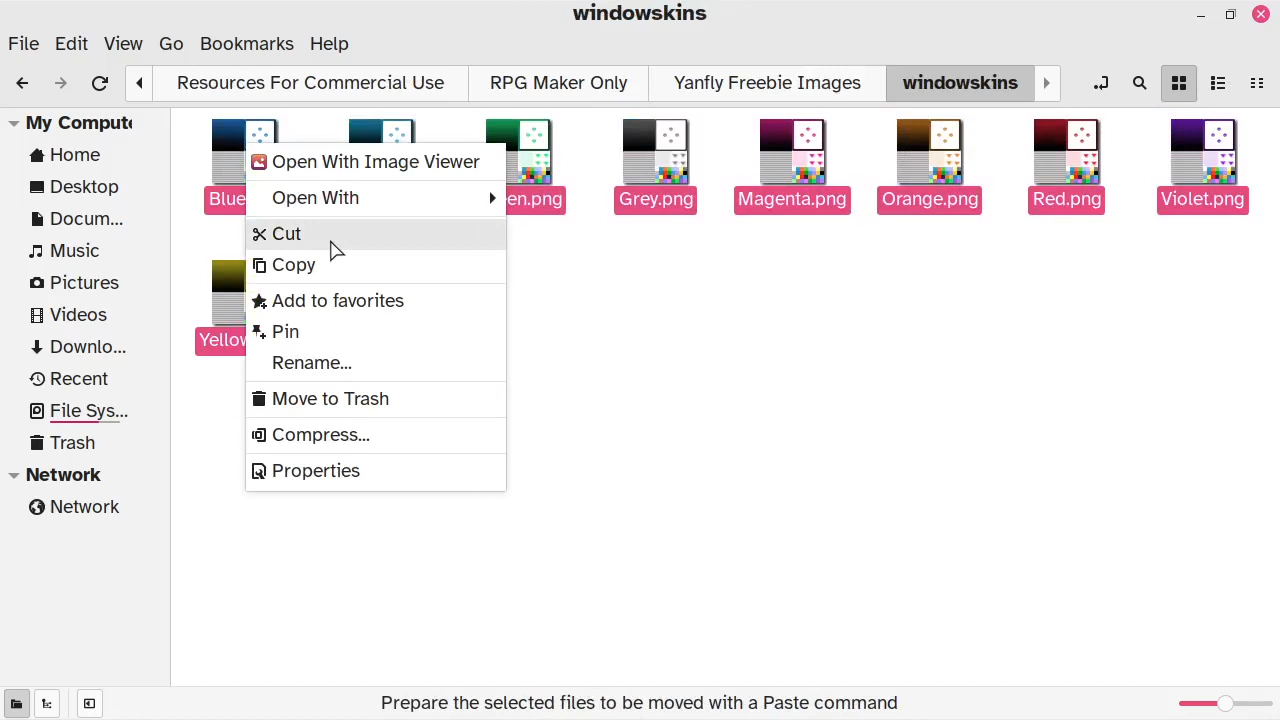 windowskins
File Edit View Go Bookmarks Help
Resources For Commercial Use RPG Maker Only Yanfly Freebie Images windowskins
My Compute
Home
Desktop
Docum...
Music
Pictures
Videos
Downlo...
Recent
File Sys...
Trash
Network
Network
Blue en.png Grey.png Magenta.png Orange.png Red.png Violet.png
Yellow
Open With Image Viewer
Open With
Cut
Copy
Add to favorites
Pin
Rename...
Move to Trash
Compress...
Properties
Prepare the selected files to be moved with a Paste command